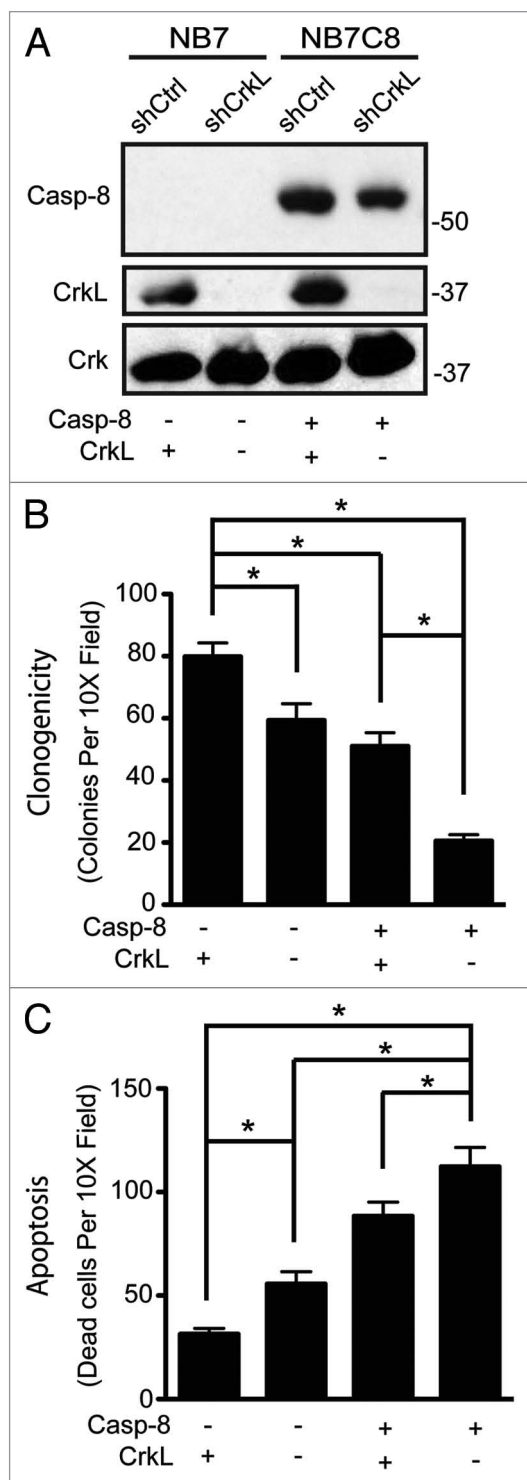 A
NB7 NB7C8
shCtrl shCrkL shCtrl shCrkL
Casp-8
-50
CrkL -37
Crk
-37
Casp-8 - - + +
CrkL + - + -
B
* 
*
* *
100
80
60
40
20
0
Clonogenicity
(Colonies Per 10X Field)
Casp-8 - - + +
CrkL + - + -
C
*
*
*
*
150
100
50
0
Apoptosis
(Dead cells Per 10X Field)
Casp-8 - - + +
CrkL + - + -